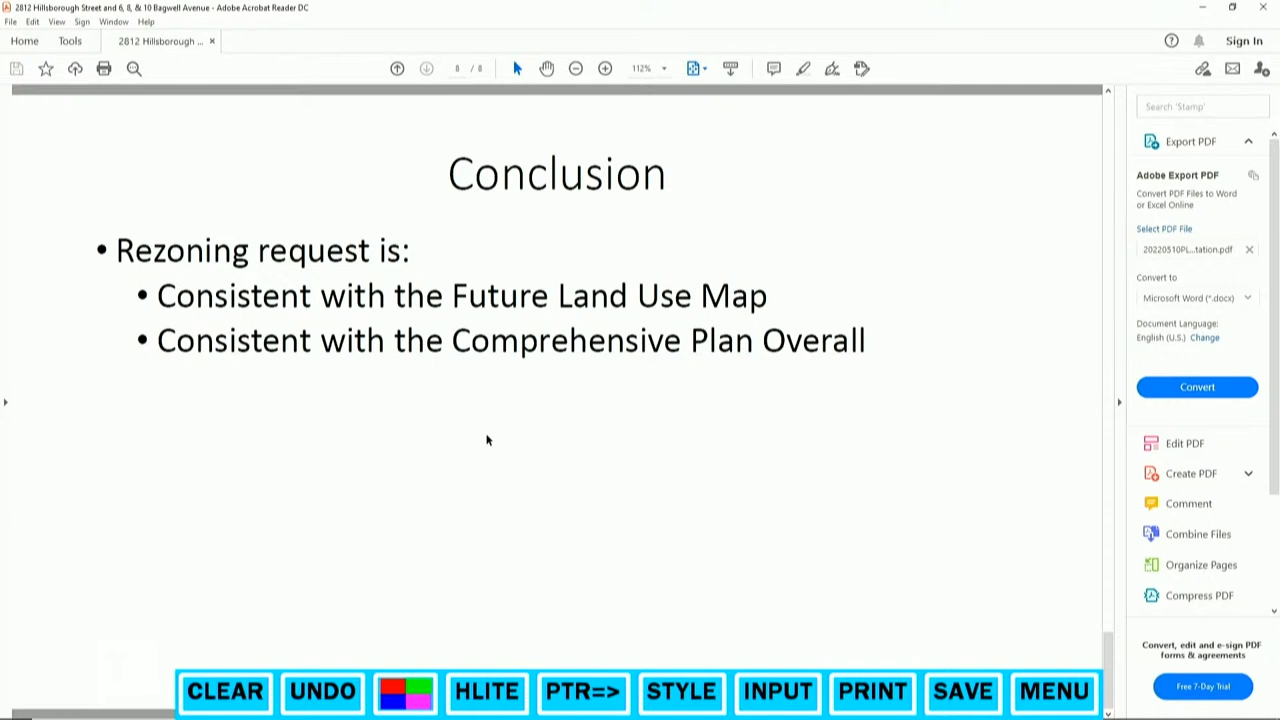 2812 Hillsborough Street and 6, 8, & 10 Bagwell Avenue - Adobe Acrobat Reader DC
File Edit View Sign Window Help
Home Tools 2812 Hillsborough ... × Sign In
8 / 8 112%
Search 'Stamp'
Export PDF
Adobe Export PDF
Convert PDF Files to Word
or Excel Online
Select PDF File
20220510PL...tation.pdf ×
Convert to
Microsoft Word (*.docx)
Document Language:
English (U.S.) Change
Convert
Edit PDF
Create PDF
Comment
Combine Files
Organize Pages
Compress PDF
Convert, edit and e-sign PDF
forms & agreements
Free 7-Day Trial
Conclusion
• Rezoning request is:
• Consistent with the Future Land Use Map
• Consistent with the Comprehensive Plan Overall
CLEAR UNDO HLITE PTR=> STYLE INPUT PRINT SAVE MENU